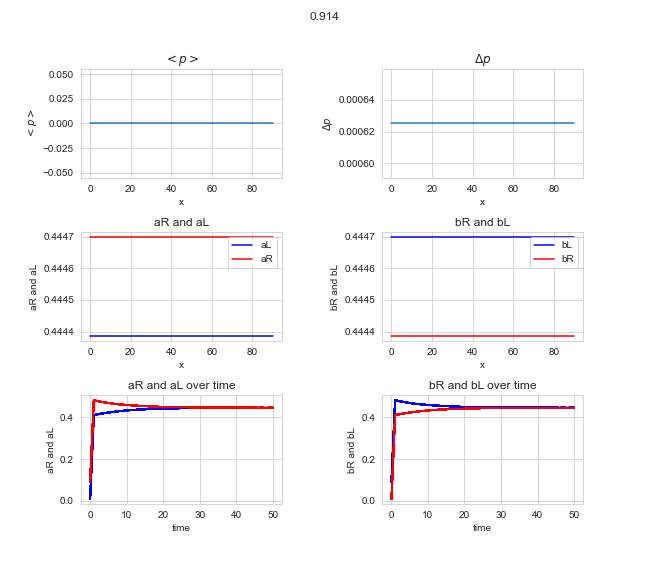 0.914
< p >
Δp
0.050
0.025
0.000
−0.025
−0.050
< p >
0 20 40 60 80
x
0.00064
0.00062
0.00060
Δp
0 20 40 60 80
x
aR and aL
bR and bL
0.4447
0.4446
0.4445
0.4444
aR and aL
aL
aR
0 20 40 60 80
x
0.4447
0.4446
0.4445
0.4444
bR and bL
bL
bR
0 20 40 60 80
x
aR and aL over time
bR and bL over time
0.4
0.2
0.0
aR and aL
0 10 20 30 40 50
time
0.4
0.2
0.0
bR and bL
0 10 20 30 40 50
time